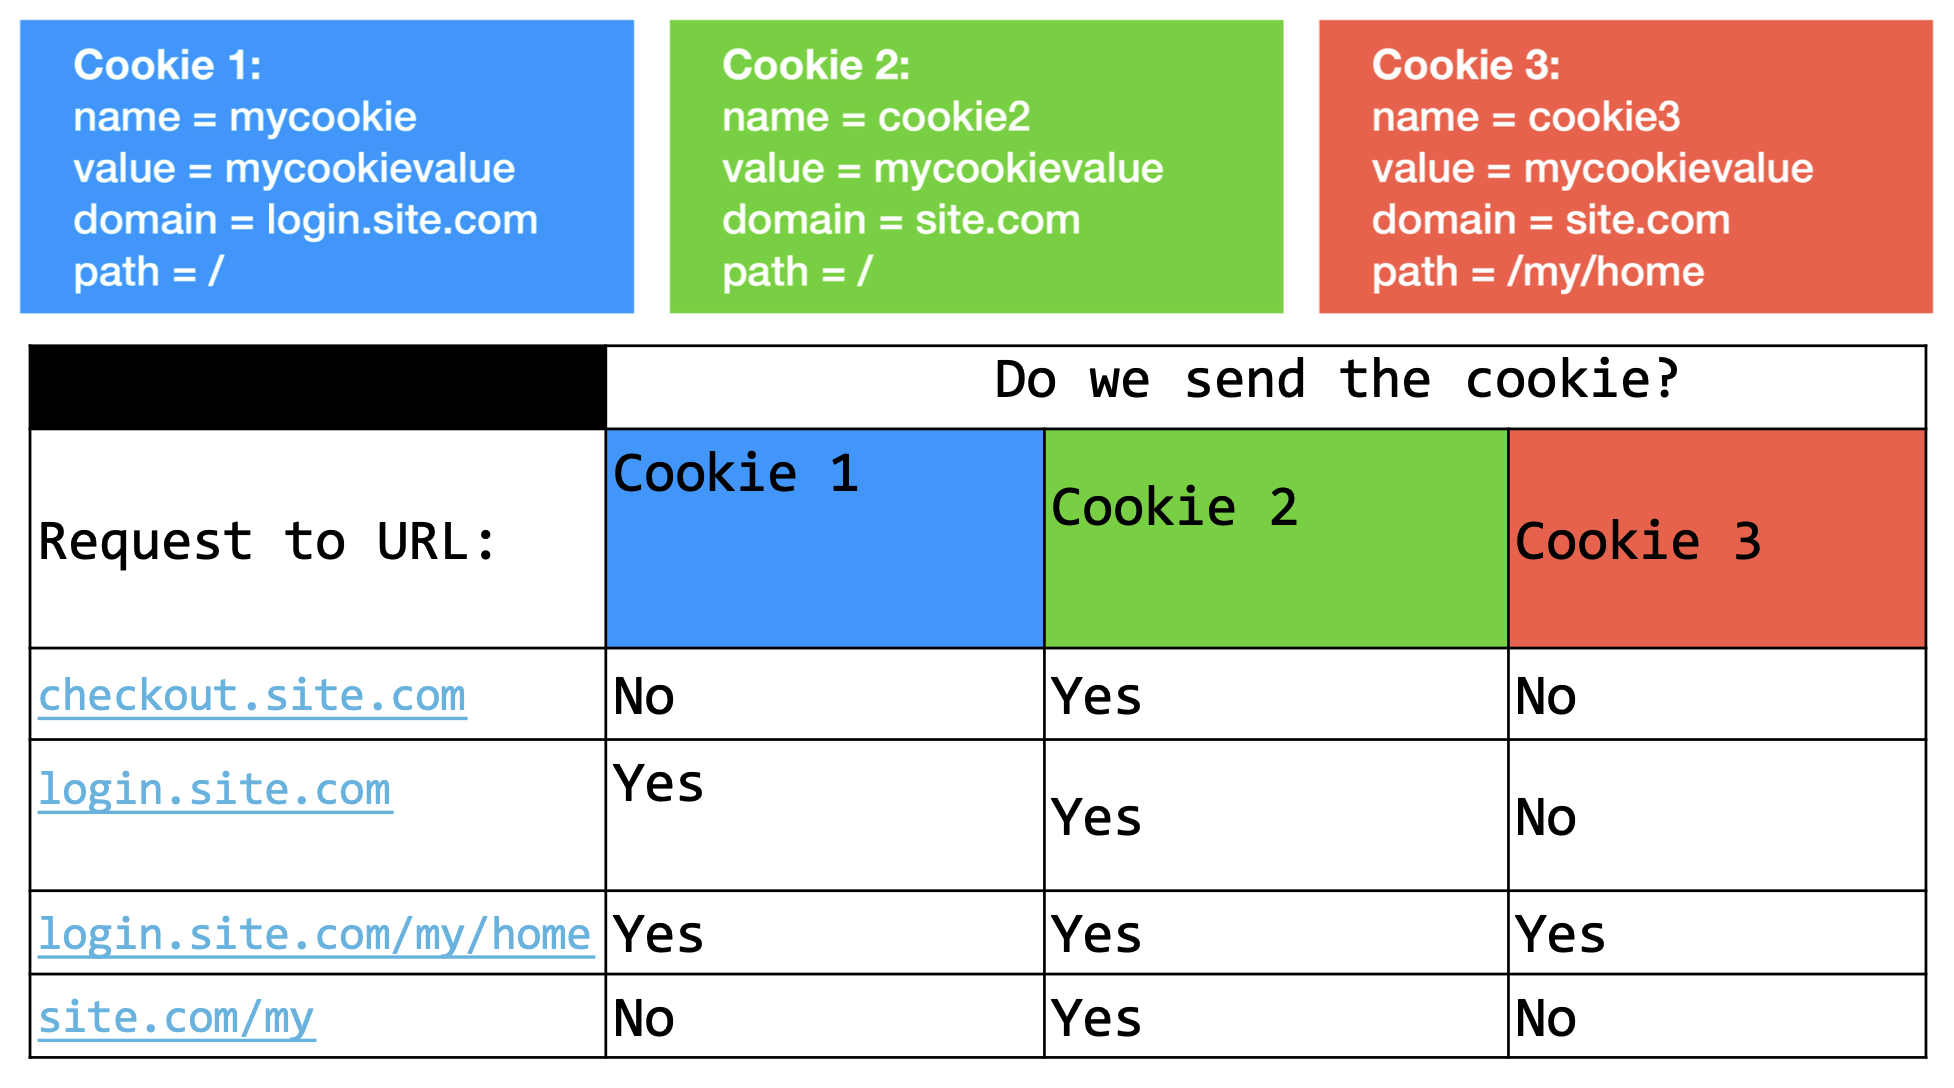 Cookie 1:
name = mycookie
value = mycookievalue
domain = login.site.com
path = /
Cookie 2:
name = cookie2
value = mycookievalue
domain = site.com
path = /
Cookie 3:
name = cookie3
value = mycookievalue
domain = site.com
path = /my/home
Do we send the cookie?
Request to URL:
Cookie 1
Cookie 2
Cookie 3
checkout.site.com
No
Yes
No
login.site.com
Yes
Yes
No
login.site.com/my/home
Yes
Yes
Yes
site.com/my
No
Yes
No